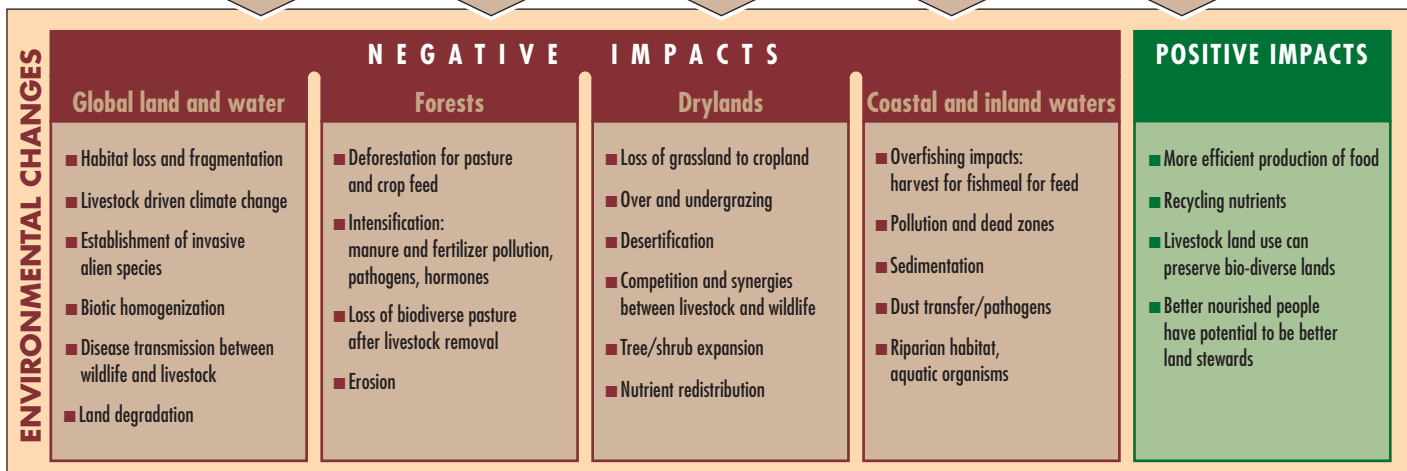 ENVIRONMENTAL CHANGES
NEGATIVE IMPACTS
Global land and water
■ Habitat loss and fragmentation
■ Livestock driven climate change
■ Establishment of invasive
alien species
■ Biotic homogenization
■ Disease transmission between
wildlife and livestock
■ Land degradation
Forests
■ Deforestation for pasture
and crop feed
■ Intensification:
manure and fertilizer pollution,
pathogens, hormones
■ Loss of biodiverse pasture
after livestock removal
■ Erosion
Drylands
■ Loss of grassland to cropland
■ Over and undergrazing
■ Desertification
■ Competition and synergies
between livestock and wildlife
■ Tree/shrub expansion
■ Nutrient redistribution
Coastal and inland waters
■ Overfishing impacts:
harvest for fishmeal for feed
■ Pollution and dead zones
■ Sedimentation
■ Dust transfer/pathogens
■ Riparian habitat,
aquatic organisms
POSITIVE IMPACTS
■ More efficient production of food
■ Recycling nutrients
■ Livestock land use can
preserve bio-diverse lands
■ Better nourished people
have potential to be better
land stewards